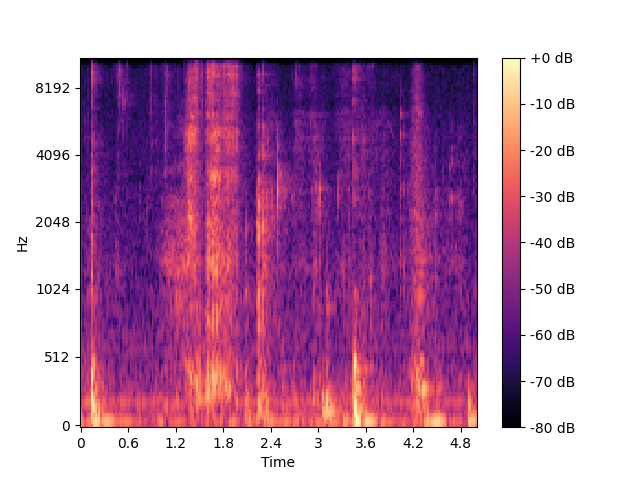 8192
4096
2048
1024
512
0
Hz
0 0.6 1.2 1.8 2.4 3 3.6 4.2 4.8
Time
+0 dB
-10 dB
-20 dB
-30 dB
-40 dB
-50 dB
-60 dB
-70 dB
-80 dB